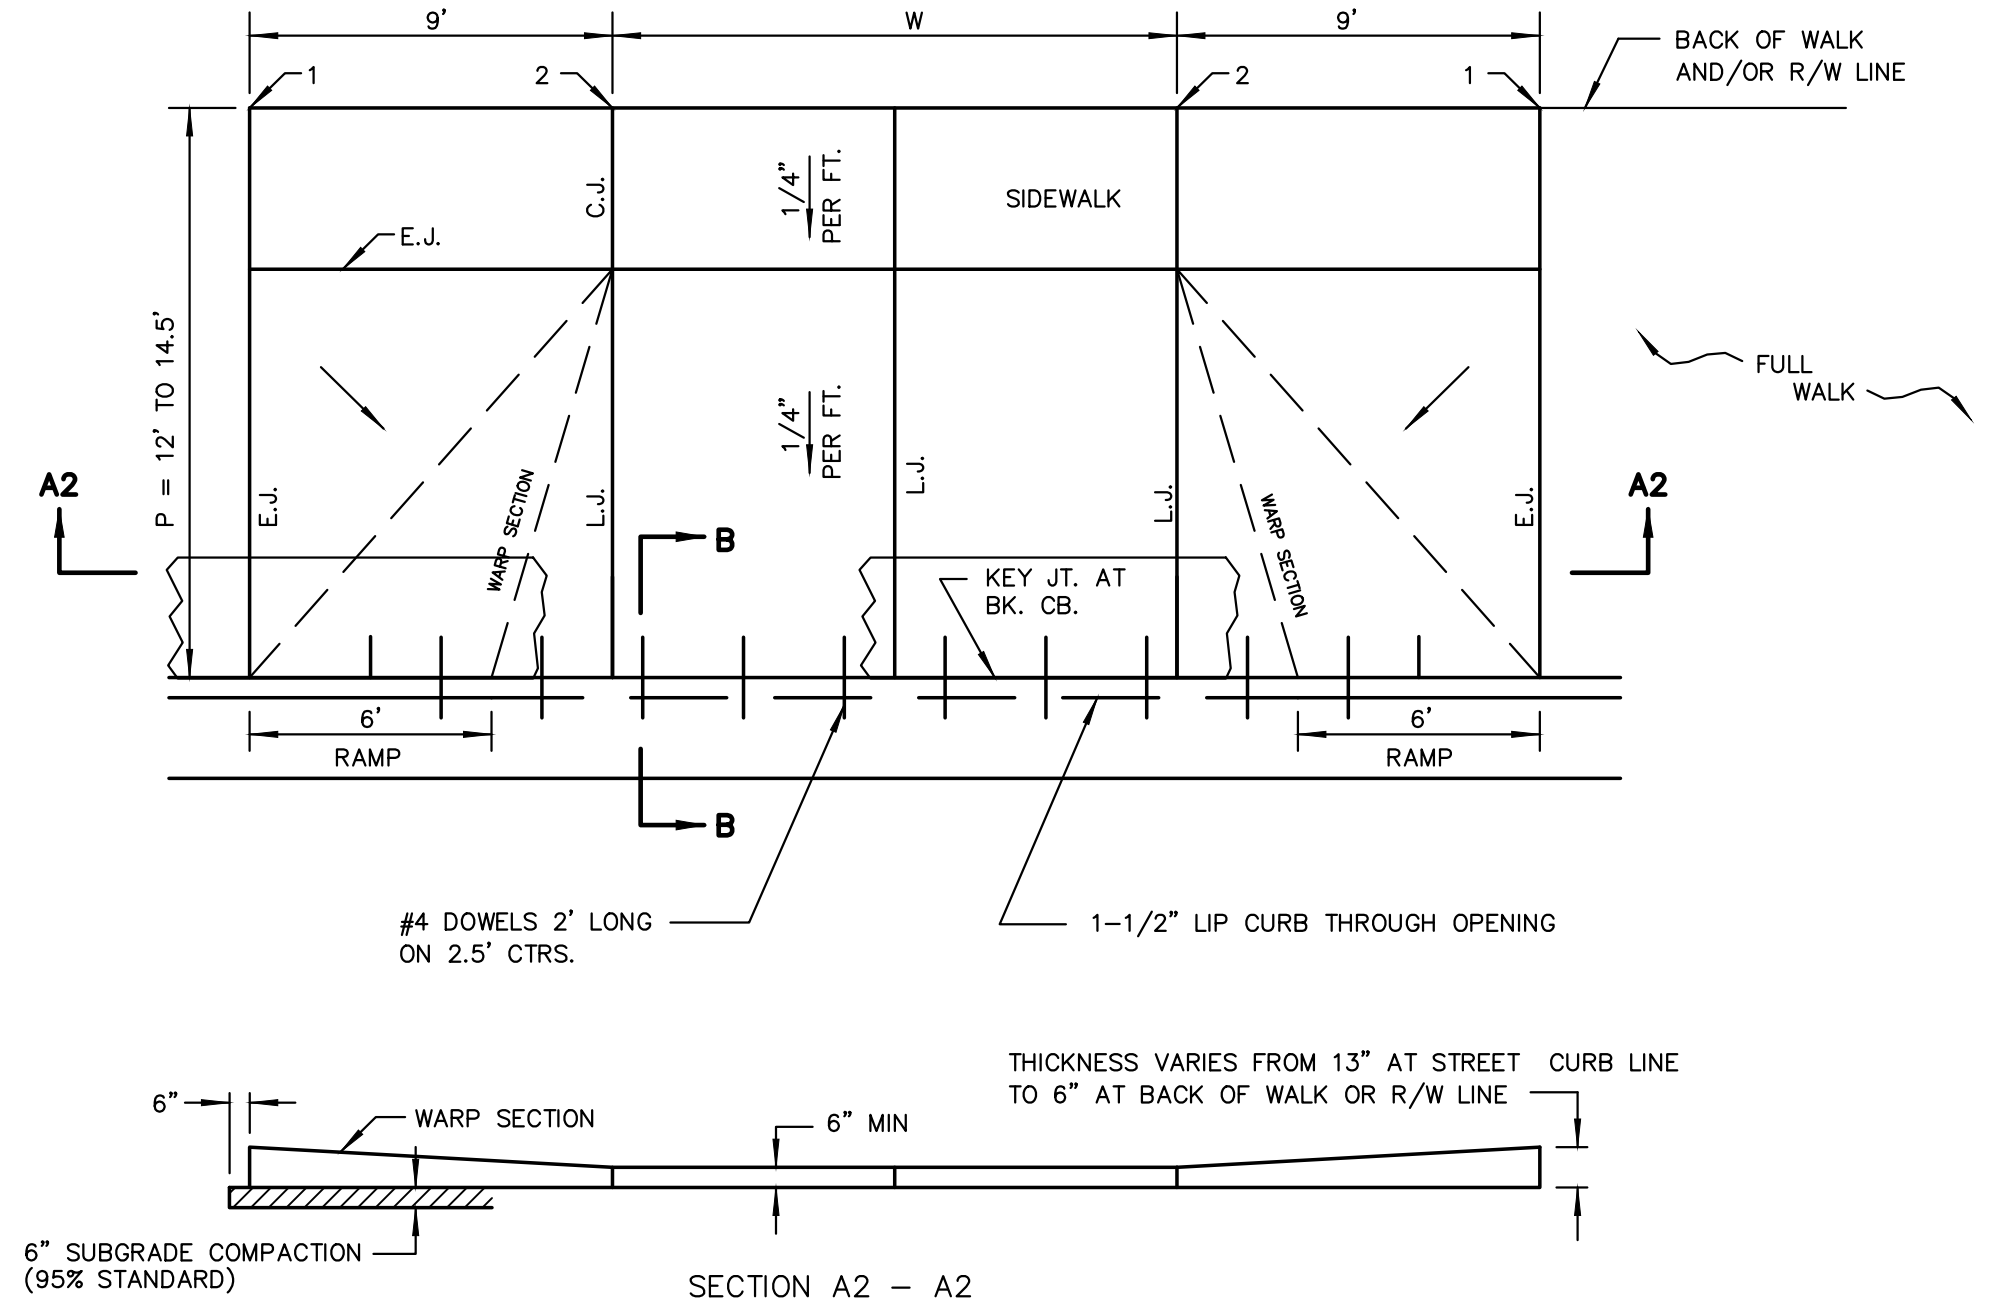 9'
W
9'
BACK OF WALK
AND/OR R/W LINE
1
2
2
1
1/4"
PER FT.
C.J.
SIDEWALK
E.J.
P = 12' TO 14.5'
FULL
WALK
1/4"
PER FT.
A2
E.J.
WARP SECTION
L.J.
L.J.
L.J.
WARP SECTION
E.J.
A2
B
KEY JT. AT
BK. CB.
6'
RAMP
6'
RAMP
B
#4 DOWELS 2' LONG
ON 2.5' CTRS.
1-1/2" LIP CURB THROUGH OPENING
THICKNESS VARIES FROM 13" AT STREET CURB LINE
TO 6" AT BACK OF WALK OR R/W LINE
6"
WARP SECTION
6" MIN
6" SUBGRADE COMPACTION
(95% STANDARD)
SECTION A2 - A2